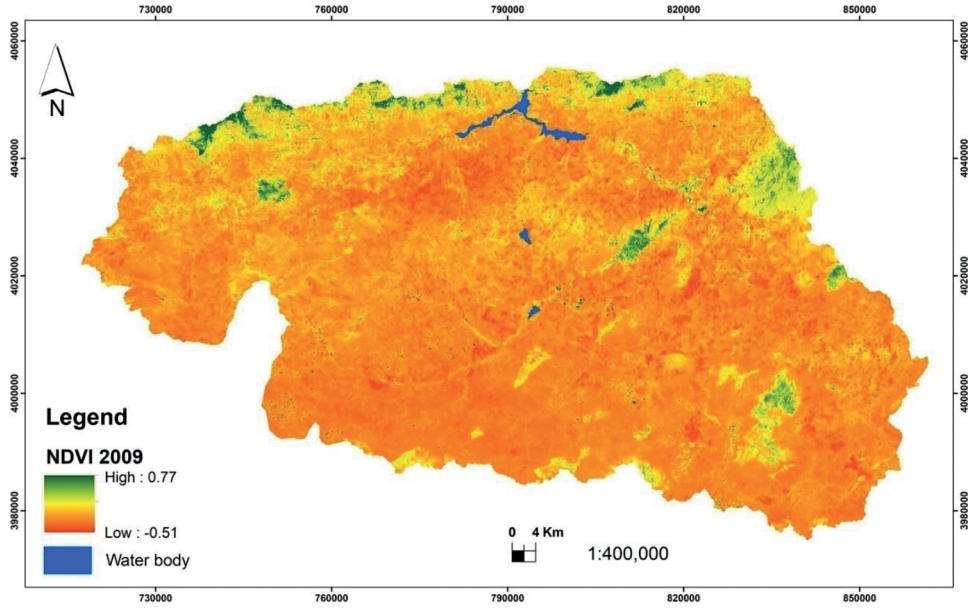 730000 760000 790000 820000 850000
4060000 4060000
N
4040000 4040000
4020000 4020000
4000000 4000000
3980000 3980000
Legend
NDVI 2009
High : 0.77
Low : -0.51
Water body
0 4 Km
1:400,000
730000 760000 790000 820000 850000